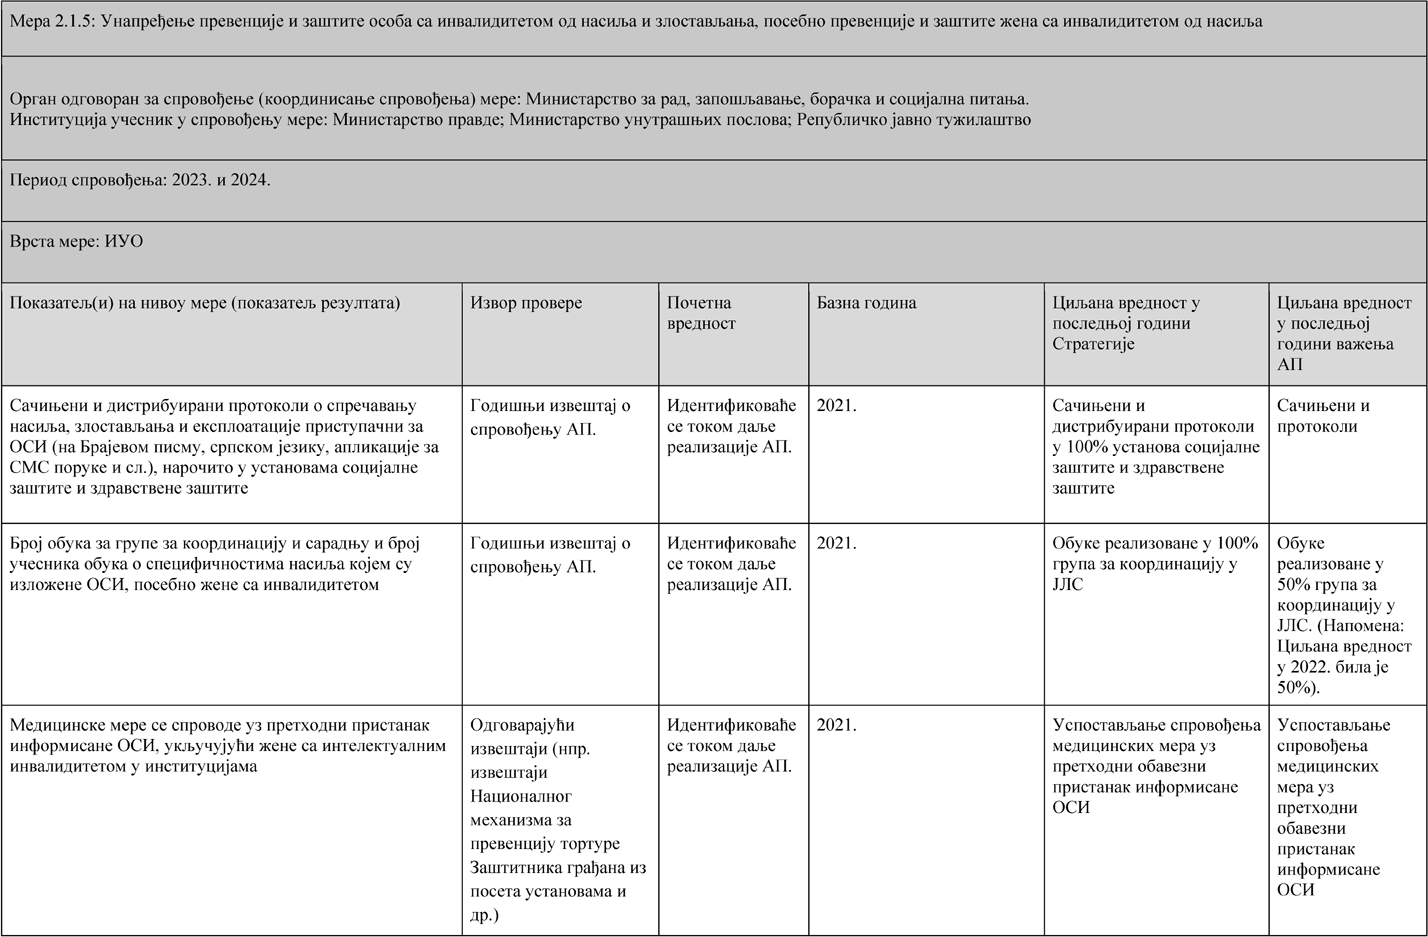 Мера 2.1.5: Унапређење превенције и заштите особа са инвалидитетом од насиља и злостављања, посебно превенције и заштите жена са инвалидитетом од насиља
Орган одговоран за спровођење (координисање спровођења) мере: Министарство за рад, запошљавање, борачка и социјална питања.
Институција учесник у спровођењу мере: Министарство правде; Министарство унутрашњих послова; Републичко јавно тужилаштво
Период спровођења: 2023. и 2024.
Врста мере: ИУО
Показатељ(и) на нивоу мере (показатељ резултата)
Извор провере
Почетна
вредност
Базна година
Циљана вредност у
последњој години
Стратегије
Циљана вредност
у последњој
години важења
АП
Сачињени и дистрибуирани протоколи о спречавању
насиља, злостављања и експлоатације приступачни за
ОСИ (на Брајевом писму, српском језику, апликације за
СМС поруке и сл.), нарочито у установама социјалне
заштите и здравствене заштите
Годишњи извештај о
спровођењу АП.
Идентификоваће
се током даље
реализације АП.
2021.
Сачињени и
дистрибуирани протоколи
у 100% установа социјалне
заштите и здравствене
заштите
Сачињени и
протоколи
Број обука за групе за координацију и сарадњу и број
учесника обука о специфичностима насиља којем су
изложене ОСИ, посебно жене са инвалидитетом
Годишњи извештај о
спровођењу АП.
Идентификоваће
се током даље
реализације АП.
2021.
Обуке реализоване у 100%
група за координацију у
ЈЛС
Обуке
реализоване у
50% група за
координацију у
ЈЛС. (Напомена:
Циљана вредност
у 2022. била је
50%).
Медицинске мере се спроводе уз претходни пристанак
информисане ОСИ, укључујући жене са интелектуалним
инвалидитетом у институцијама
Одговарајући
извештаји (нпр.
извештаји
Националног
механизма за
превенцију тортуре
Заштитника грађана из
посета установама и
др.)
Идентификоваће
се током даље
реализације АП.
2021.
Успостављање спровођења
медицинских мера уз
претходни обавезни
пристанак информисане
ОСИ
Успостављање
спровођења
медицинских
мера уз
претходни
обавезни
пристанак
информисане
ОСИ